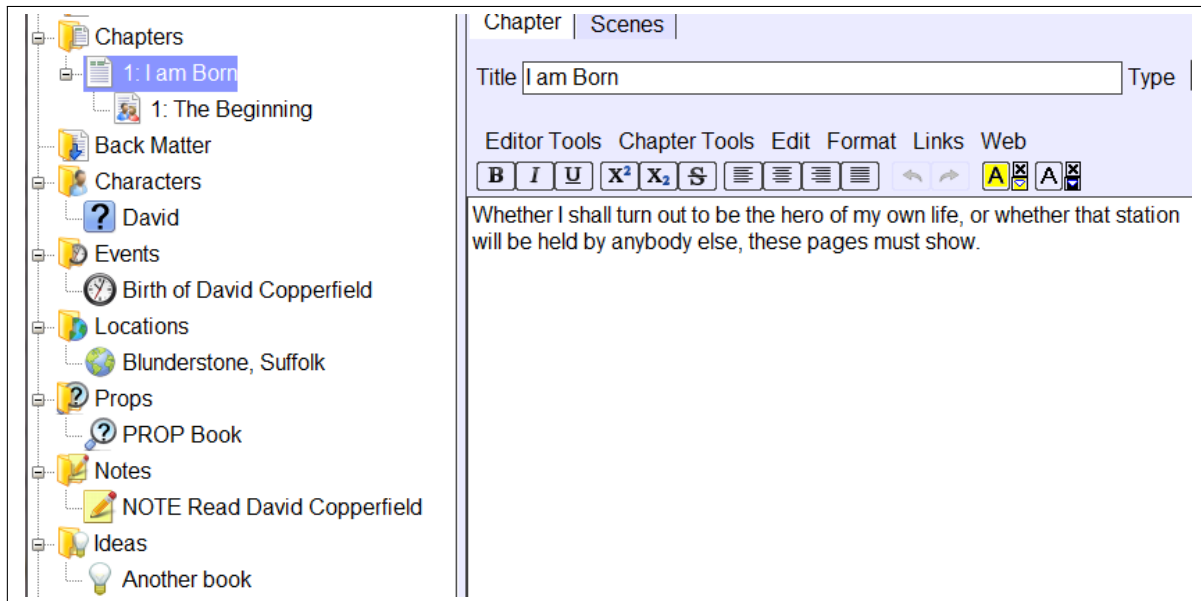 Chapters
1: I am Born
1: The Beginning
Back Matter
Characters
David
Events
Birth of David Copperfield
Locations
Blunderstone, Suffolk
Props
PROP Book
Notes
NOTE Read David Copperfield
Ideas
Another book
Chapter Scenes
Title I am Born Type
Editor Tools Chapter Tools Edit Format Links Web
B I U X² X₂ S A A
Whether I shall turn out to be the hero of my own life, or whether that station
will be held by anybody else, these pages must show.